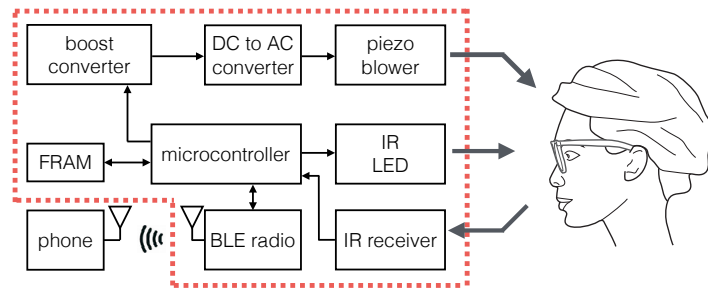 boost
converter
DC to AC
converter
piezo
blower
FRAM
microcontroller
IR
LED
phone
BLE radio
IR receiver